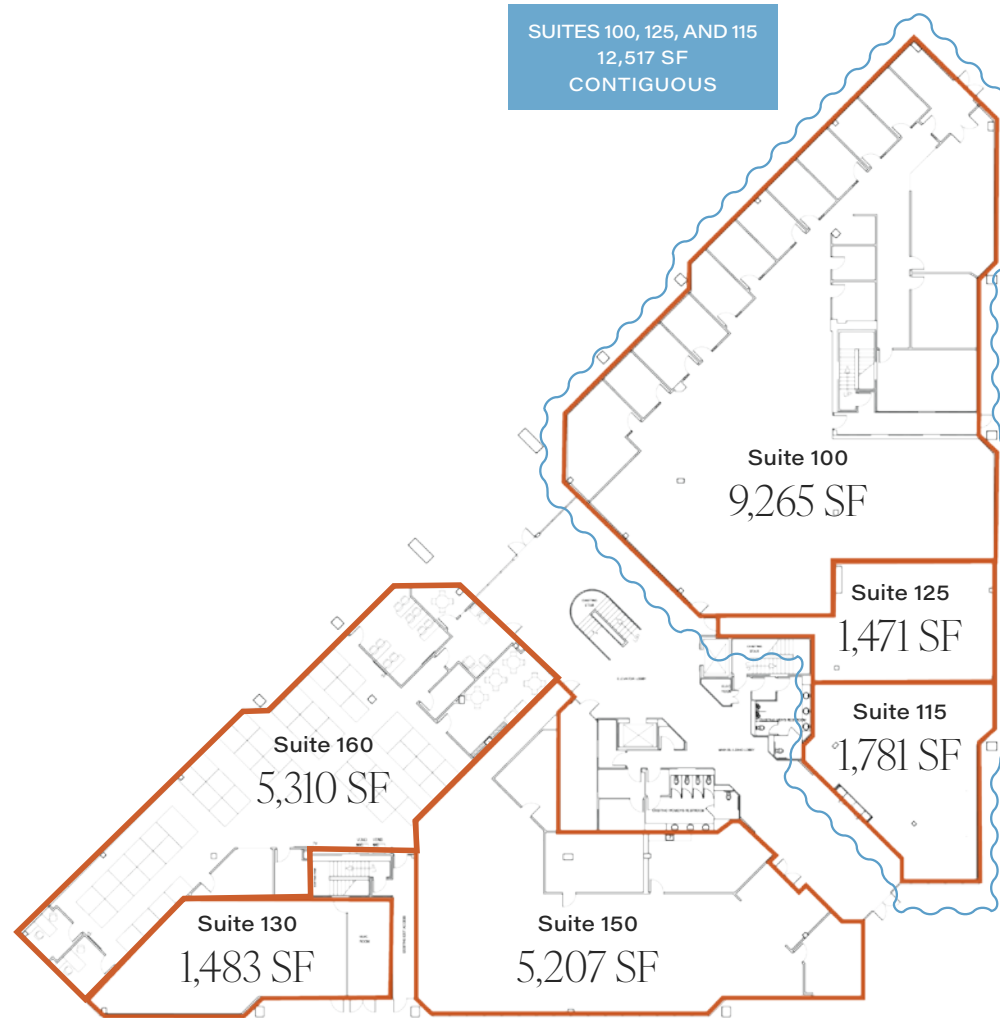 SUITES 100, 125, AND 115
12,517 SF
CONTIGUOUS
Suite 100
9,265 SF
Suite 125
1,471 SF
Suite 115
1,781 SF
Suite 160
5,310 SF
Suite 130
1,483 SF
Suite 150
5,207 SF